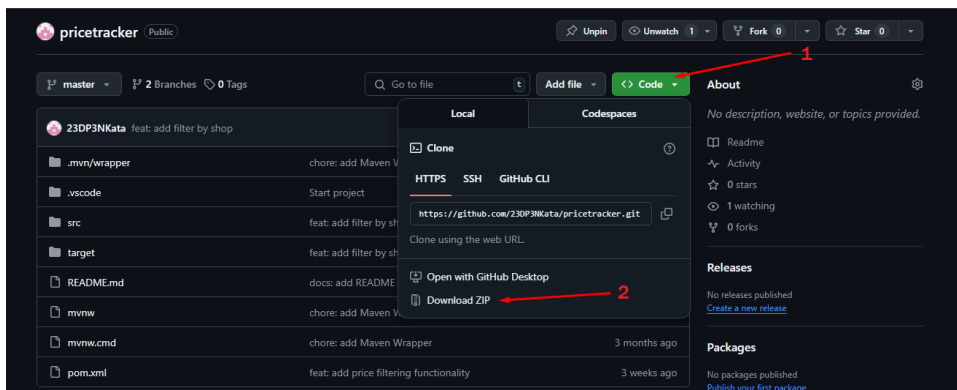 pricetracker Public
Unpin
Unwatch 1
Fork 0
Star 0
1
master
2 Branches
0 Tags
Go to file
t
Add file
<> Code
23DP3NKata feat: add filter by shop
.mvn/wrapper chore: add Maven
.vscode Start project
src feat: add filter by sh
target feat: add filter by sh
README.md docs: add README
mvnw chore: add Maven
mvnw.cmd chore: add Maven Wrapper 3 months ago
pom.xml feat: add price filtering functionality 3 weeks ago
Local
Codespaces
Clone
HTTPS SSH GitHub CLI
https://github.com/23DP3NKata/pricetracker.git
Clone using the web URL.
Open with GitHub Desktop
Download ZIP
2
About
No description, website, or topics provided.
Readme
Activity
0 stars
1 watching
0 forks
Releases
No releases published
Create a new release
Packages
No packages published
Publish your first package